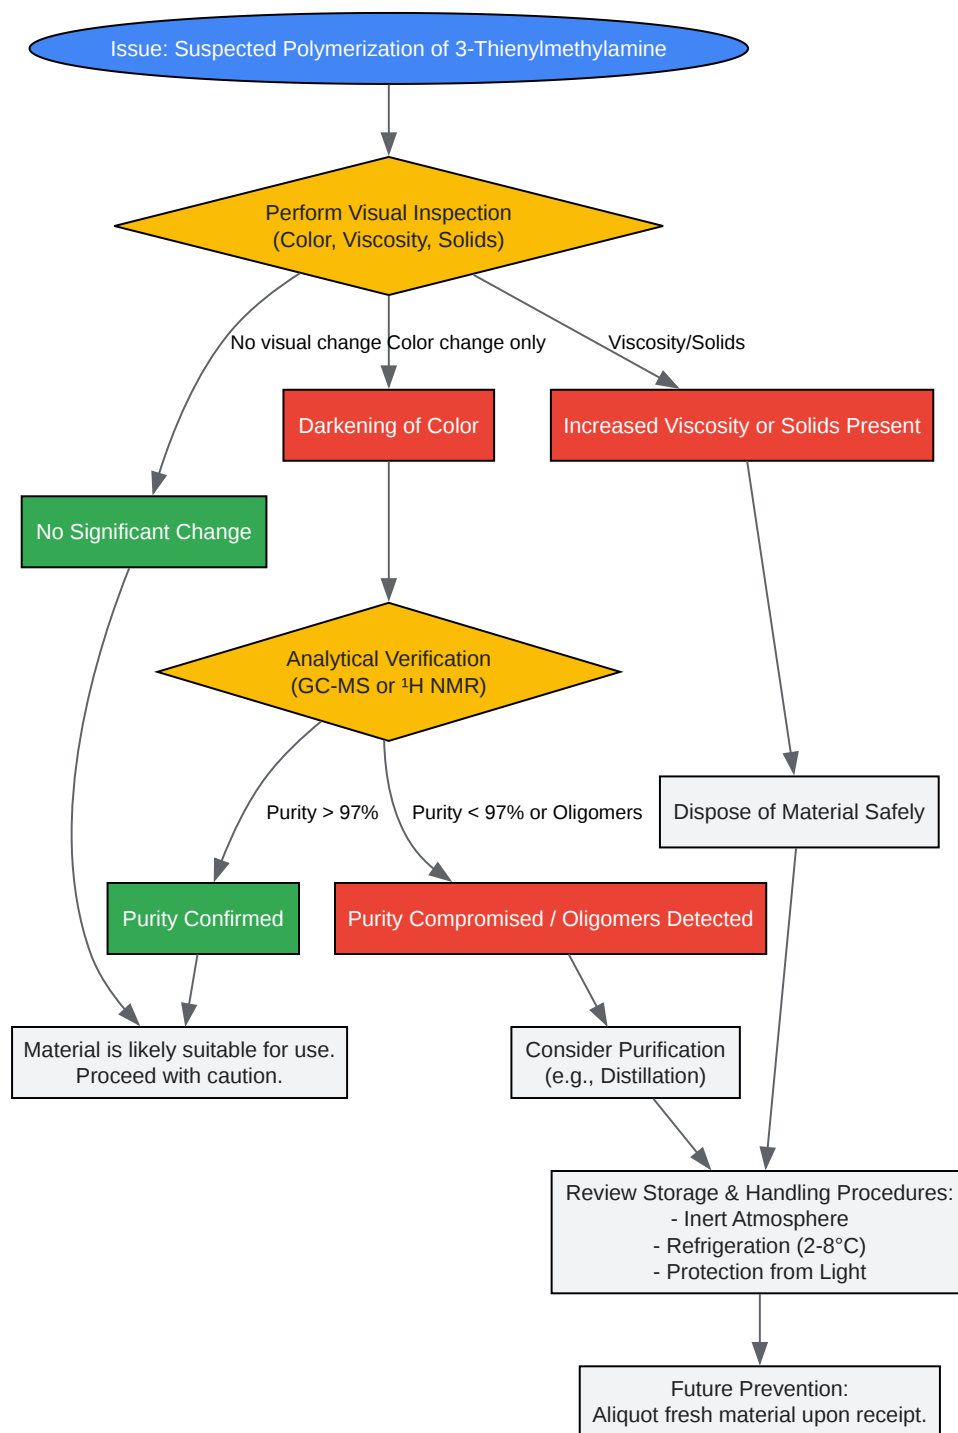 Issue: Suspected Polymerization of 3-Thienylmethylamine
Perform Visual Inspection
(Color, Viscosity, Solids)
No visual change
Color change only
Viscosity/Solids
Darkening of Color
Increased Viscosity or Solids Present
No Significant Change
Analytical Verification
(GC-MS or ¹H NMR)
Dispose of Material Safely
Purity > 97%
Purity < 97% or Oligomers
Purity Confirmed
Purity Compromised / Oligomers Detected
Material is likely suitable for use.
Proceed with caution.
Consider Purification
(e.g., Distillation)
Review Storage & Handling Procedures:
- Inert Atmosphere
- Refrigeration (2-8°C)
- Protection from Light
Future Prevention:
Aliquot fresh material upon receipt.